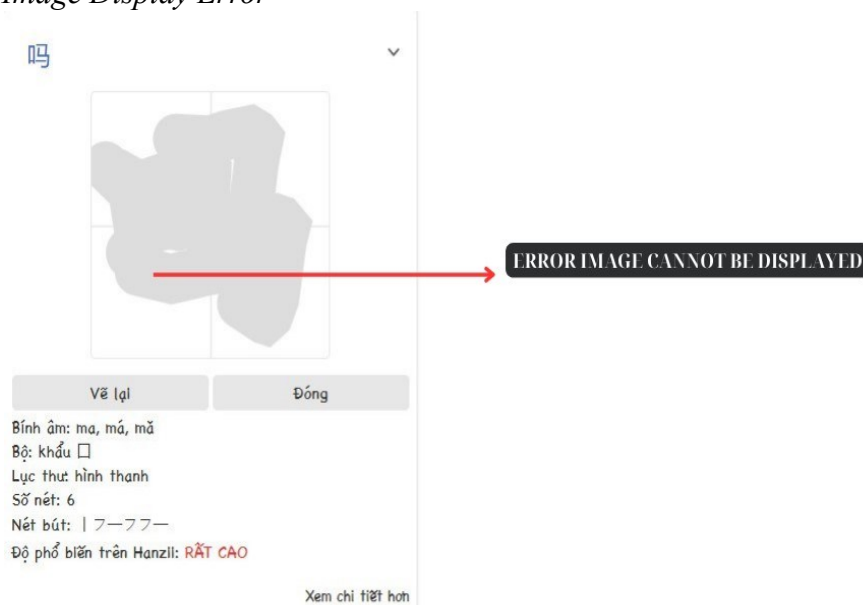 Image Display Error
吗
ERROR IMAGE CANNOT BE DISPLAYED
Vẽ lại
Đóng
Bính âm: ma, má, mǎ
Bộ: khẩu 口
Lục thư: hình thanh
Số nét: 6
Nét bút: 丨フ一フフ一
Độ phổ biến trên Hanzii: RẤT CAO
Xem chi tiết hơn